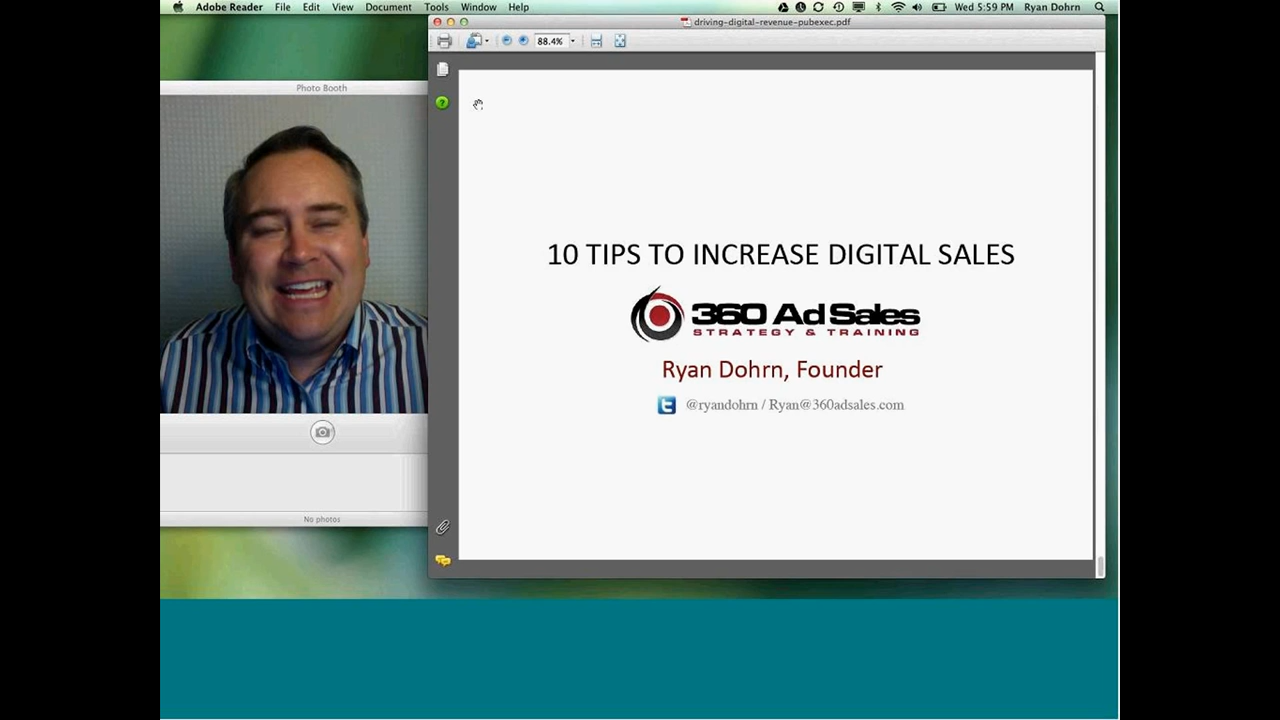 Adobe Reader File Edit View Document Tools Window Help Wed 5:59 PM Ryan Dohrn
driving-digital-revenue-pubexec.pdf
88.4%
Photo Booth
10 TIPS TO INCREASE DIGITAL SALES
360 Ad Sales
STRATEGY & TRAINING
Ryan Dohrn, Founder
@ryandohrn / Ryan@360adsales.com
No photos